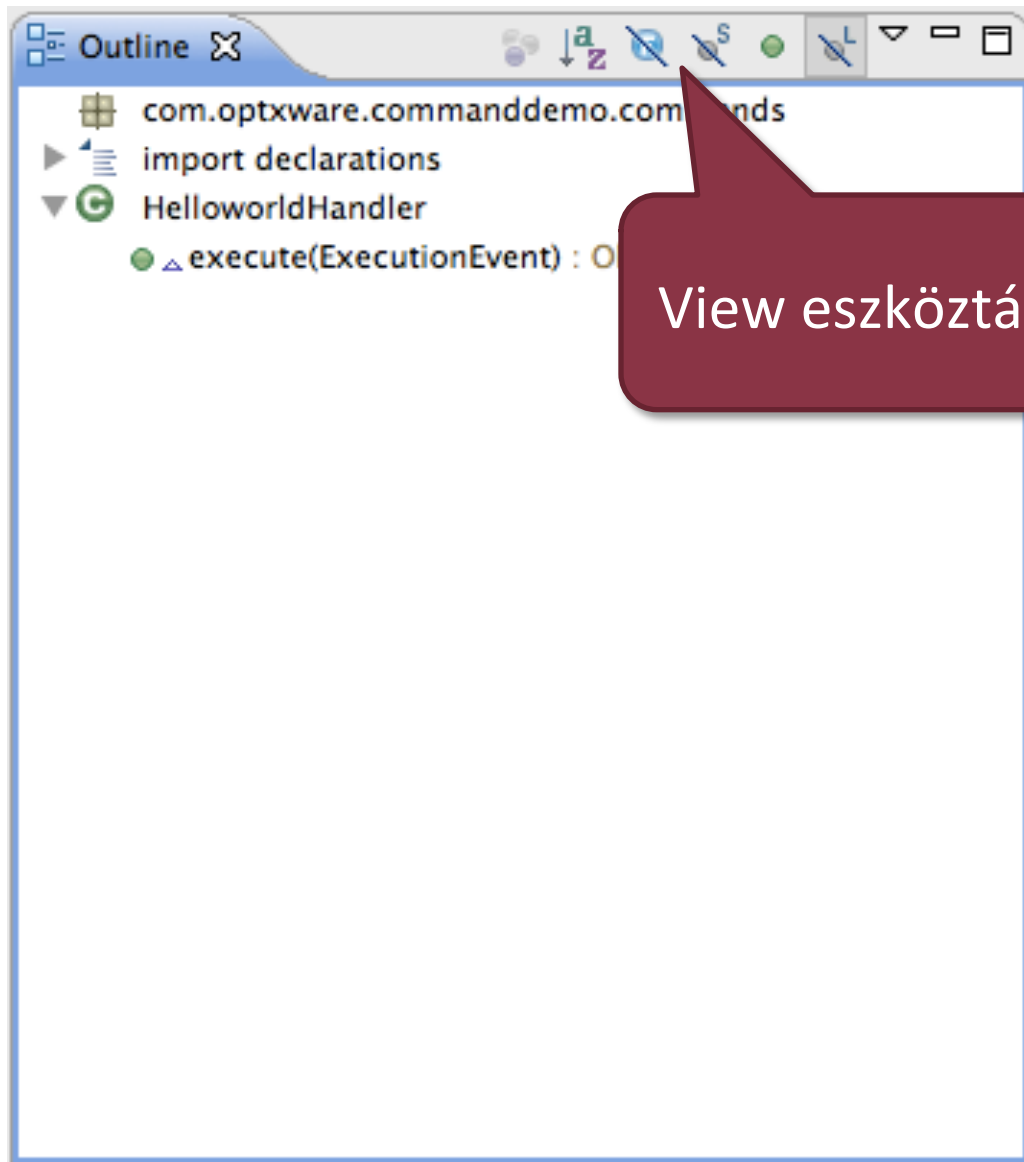 Outline
com.optxware.commanddemo.com nds
import declarations
HelloworldHandler
execute(ExecutionEvent) : O
View eszköztá